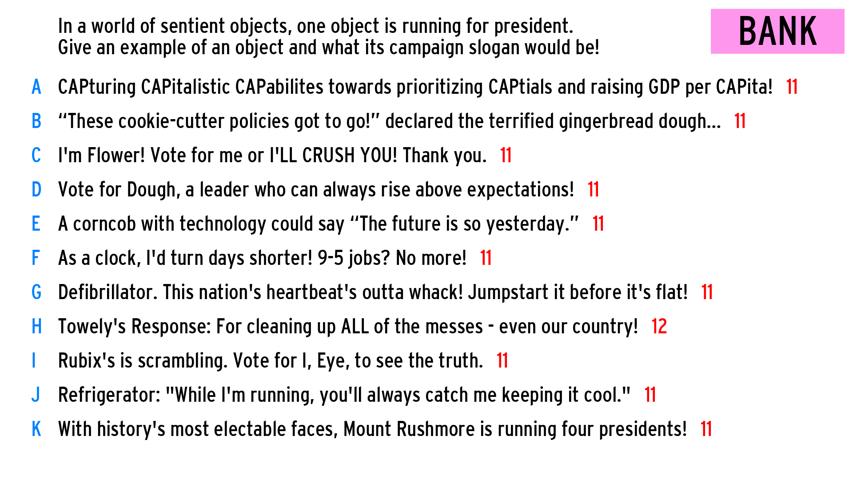 In a world of sentient objects, one object is running for president.
Give an example of an object and what its campaign slogan would be!
BANK
A CAPturing CAPitalistic CAPabilites towards prioritizing CAPtials and raising GDP per CAPita! 11
B “These cookie-cutter policies got to go!” declared the terrified gingerbread dough... 11
C I'm Flower! Vote for me or I'LL CRUSH YOU! Thank you. 11
D Vote for Dough, a leader who can always rise above expectations! 11
E A corncob with technology could say “The future is so yesterday.” 11
F As a clock, I'd turn days shorter! 9-5 jobs? No more! 11
G Defibrillator. This nation's heartbeat's outta whack! Jumpstart it before it's flat! 11
H Towely's Response: For cleaning up ALL of the messes - even our country! 12
I Rubix's is scrambling. Vote for I, Eye, to see the truth. 11
J Refrigerator: "While I'm running, you'll always catch me keeping it cool." 11
K With history's most electable faces, Mount Rushmore is running four presidents! 11